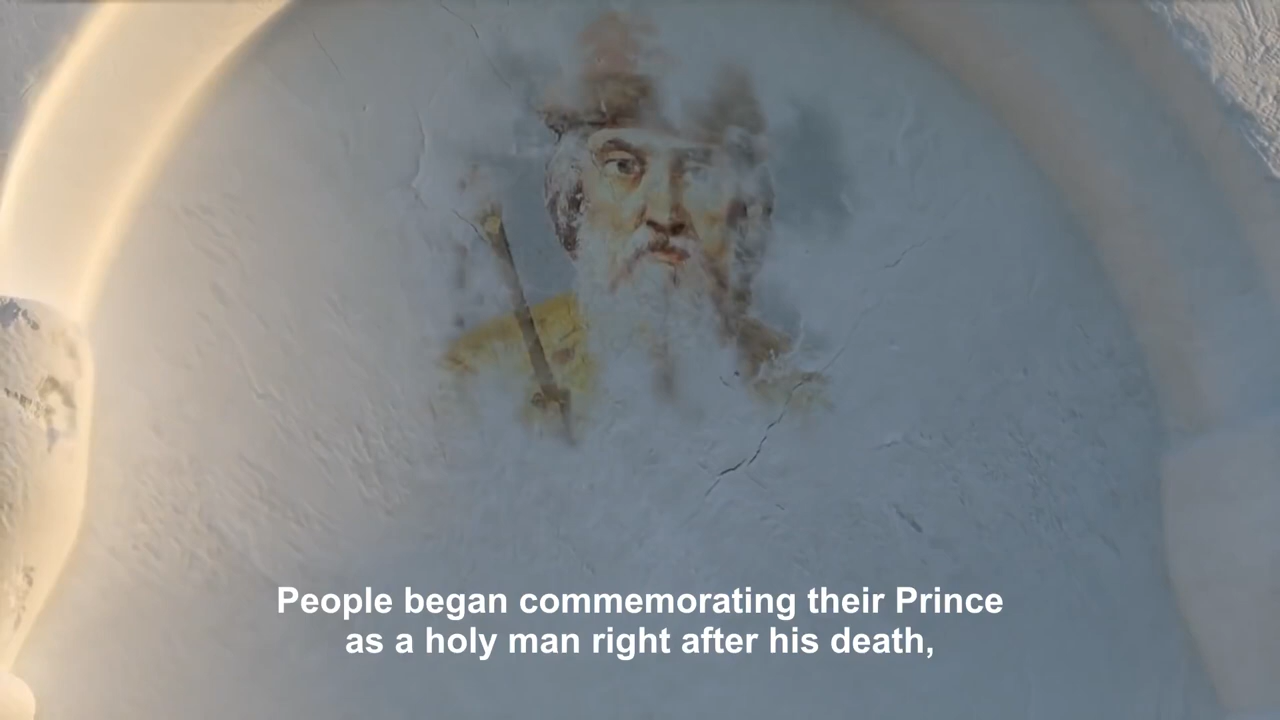 People began commemorating their Prince
as a holy man right after his death,